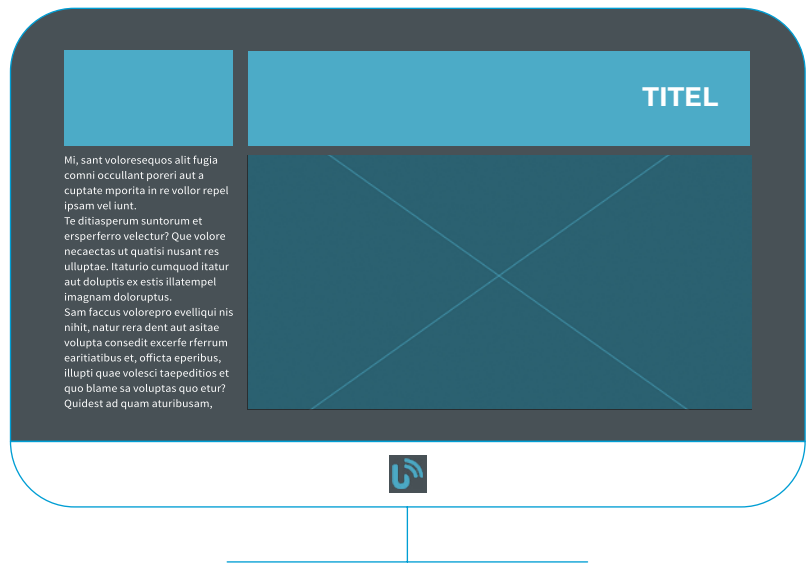 TITEL
Mi, sant voloresequos alit fugia
comni occullant poreri aut a
cuptate mporita in re vollor repel
ipsam vel iunt.
Te ditiasperum suntorum et
ersperferro velectur? Que volore
necaectas ut quatisi nusant res
ulluptae. Itaturio cumquod itatur
aut doluptis ex estis illatempel
imagnam doloruptus.
Sam faccus volorepro evelliqui nis
nihit, natur rera dent aut asitae
volupta consedit excerfe rferrum
earitiatibus et, officta eperibus,
illupti quae volesci taepeditios et
quo blame sa voluptas quo etur?
Quidest ad quam aturibusam,